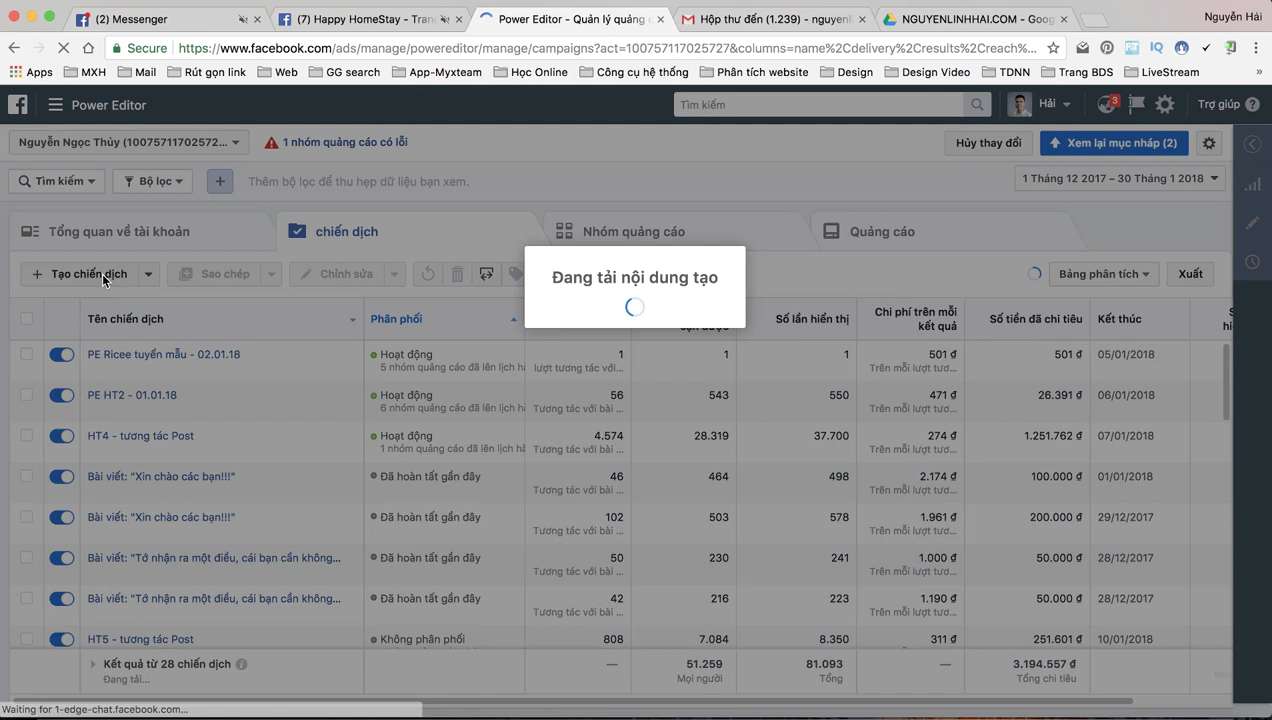 (2) Messenger
(7) Happy HomeStay - Tran
Power Editor - Quản lý quảng c
Hộp thư đến (1.239) - nguyenl
NGUYENLINHHAI.COM - Goog
Nguyễn Hải
Secure https://www.facebook.com/ads/manage/powereditor/manage/campaigns?act=100757117025727&columns=name%2Cdelivery%2Cresults%2Creach%...
Apps MXH Mail Rút gọn link Web GG search App-Myxteam Học Online Công cụ hệ thống Phân tích website Design Design Video TDNN Trang BDS LiveStream »
Power Editor
Tìm kiếm
Hải
3
Trợ giúp
Nguyễn Ngọc Thủy (10075711702572...
1 nhóm quảng cáo có lỗi
Hủy thay đổi
Xem lại mục nháp (2)
Tìm kiếm
Bộ lọc
+
Thêm bộ lọc để thu hẹp dữ liệu bạn xem.
1 Tháng 12 2017 – 30 Tháng 1 2018
Tổng quan về tài khoản
chiến dịch
Nhóm quảng cáo
Quảng cáo
+ Tạo chiến dịch
Sao chép
Chỉnh sửa
Bảng phân tích
Xuất
Đang tải nội dung tạo
Tên chiến dịch
Phân phối
Số lần hiển thị
Chi phí trên mỗi kết quả
Số tiền đã chi tiêu
Kết thúc
PE Ricee tuyển mẫu - 02.01.18 Hoạt động 1 1 1 501 ₫ 501 ₫ 05/01/2018
5 nhóm quảng cáo đã lên lịch hà lượt tương tác với... Trên mỗi lượt tươ...
PE HT2 - 01.01.18 Hoạt động 56 543 550 471 ₫ 26.391 ₫ 06/01/2018
6 nhóm quảng cáo đã lên lịch hà Tương tác với bài ... Trên mỗi lượt tươ...
HT4 - tương tác Post Hoạt động 4.574 28.319 37.700 274 ₫ 1.251.762 ₫ 07/01/2018
1 nhóm quảng cáo đã lên lịch hà Tương tác với bài ... Trên mỗi lượt tươ...
Bài viết: "Xin chào các bạn!!!" Đã hoàn tất gần đây 46 464 498 2.174 ₫ 100.000 ₫ 01/01/2018
Tương tác với bài ... Trên mỗi lượt tươ...
Bài viết: "Xin chào các bạn!!!" Đã hoàn tất gần đây 102 503 578 1.961 ₫ 200.000 ₫ 29/12/2017
Tương tác với bài ... Trên mỗi lượt tươ...
Bài viết: "Tớ nhận ra một điều, cái bạn cần không... Đã hoàn tất gần đây 50 230 241 1.000 ₫ 50.000 ₫ 28/12/2017
Tương tác với bài ... Trên mỗi lượt tươ...
Bài viết: "Tớ nhận ra một điều, cái bạn cần không... Đã hoàn tất gần đây 42 216 223 1.190 ₫ 50.000 ₫ 28/12/2017
Tương tác với bài ... Trên mỗi lượt tươ...
HT5 - tương tác Post Không phân phối 808 7.084 8.350 311 ₫ 251.601 ₫ 10/01/2018
Kết quả từ 28 chiến dịch — 51.259 81.093 — 3.194.557 ₫
Đang tải... Mọi người Tổng Tổng chi tiêu
Waiting for 1-edge-chat.facebook.com...